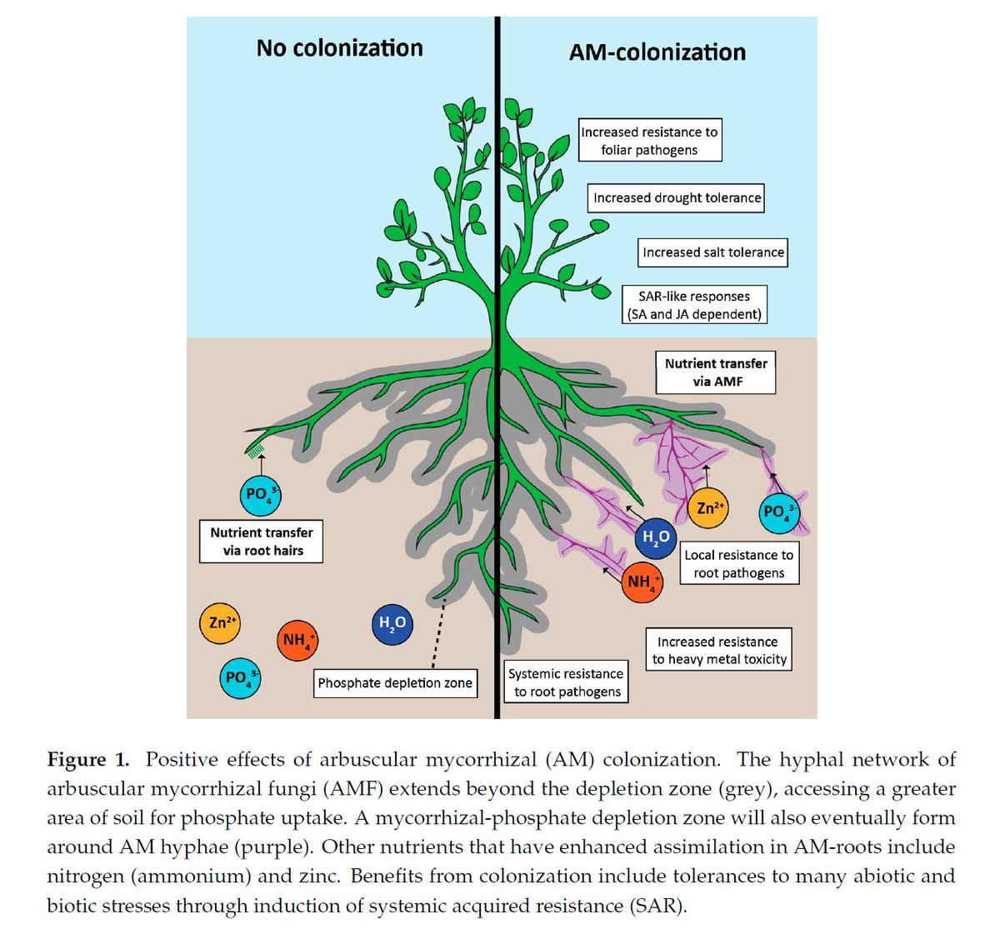 No colonization
AM-colonization
Increased resistance to
foliar pathogens
Increased drought tolerance
Increased salt tolerance
SAR-like responses
(SA and JA dependent)
Nutrient transfer
via AMF
PO₄³⁻
Nutrient transfer
via root hairs
Zn²⁺
PO₄³⁻
H₂O
NH₄⁺
Local resistance to
root pathogens
Zn²⁺
NH₄⁺
H₂O
PO₄³⁻
Phosphate depletion zone
Increased resistance
to heavy metal toxicity
Systemic resistance
to root pathogens
Figure 1. Positive effects of arbuscular mycorrhizal (AM) colonization. The hyphal network of
arbuscular mycorrhizal fungi (AMF) extends beyond the depletion zone (grey), accessing a greater
area of soil for phosphate uptake. A mycorrhizal-phosphate depletion zone will also eventually form
around AM hyphae (purple). Other nutrients that have enhanced assimilation in AM-roots include
nitrogen (ammonium) and zinc. Benefits from colonization include tolerances to many abiotic and
biotic stresses through induction of systemic acquired resistance (SAR).